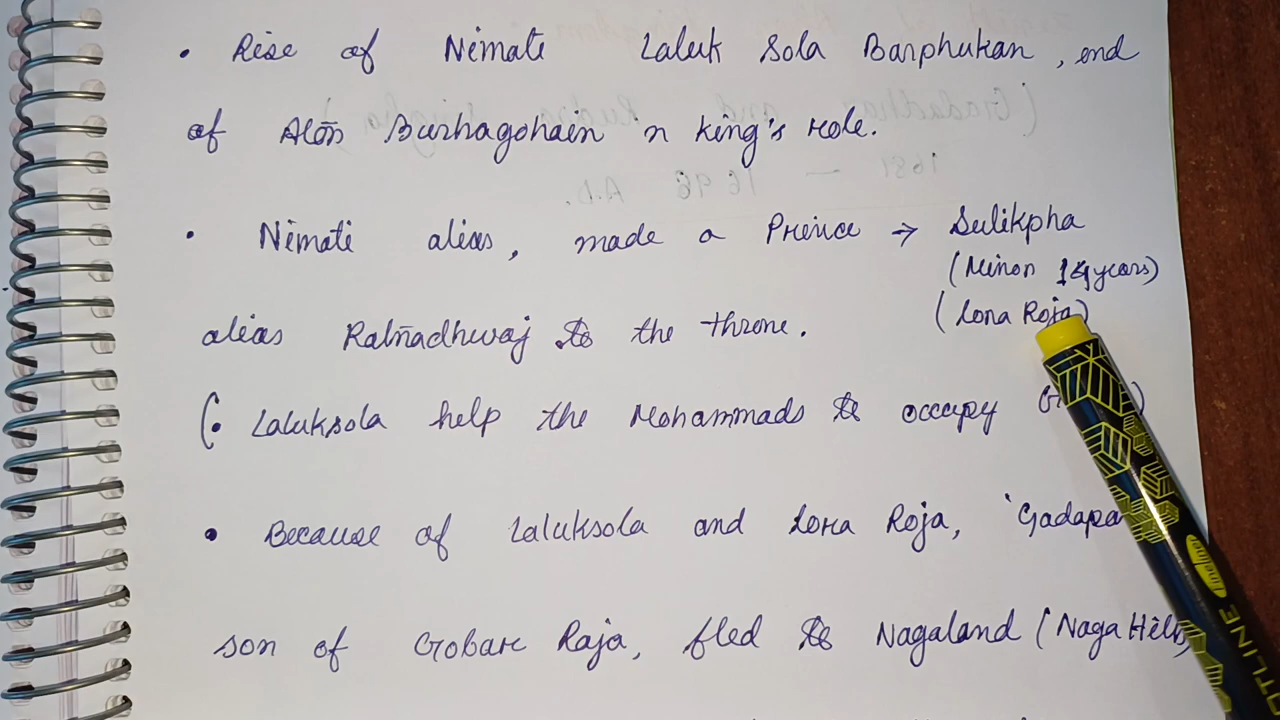 • Rise of Nimati Laluk Sola Barphukan, end
of Atan Burhagohain n king's role.
• Nimati alias, made a Prince → Sulikpha
(Minor 14 years)
(Lora Roja)
alias Ratnadhwaj to the throne.
(• Laluksola help the Mohammads to occupy
• Because of Laluksola and Lora Roja, 'Gadapa
son of Gobar Raja, fled to Nagaland (Naga Hills
OUTLINE